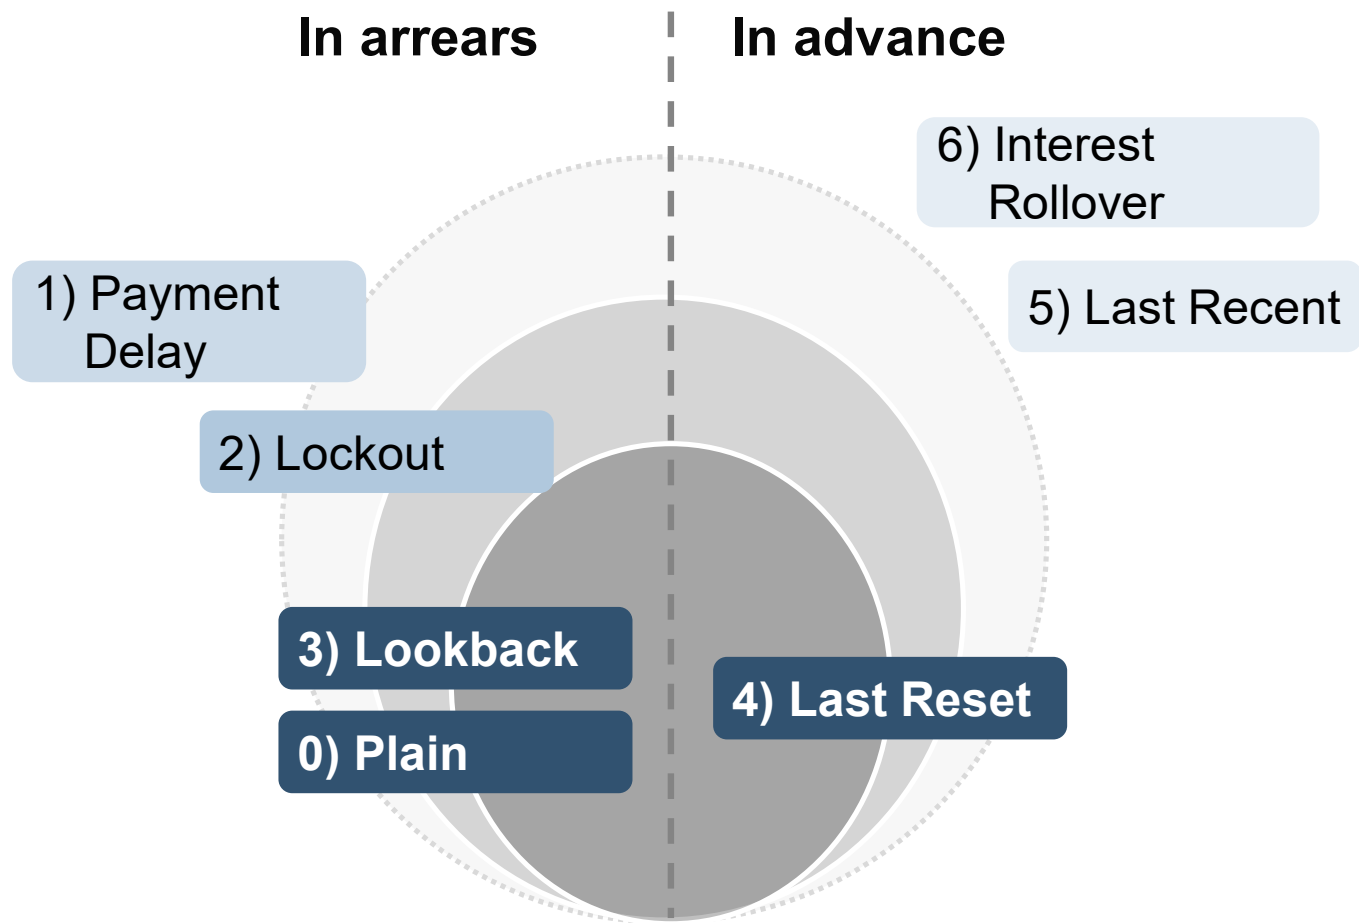 In arrears
In advance
6) Interest
Rollover
1) Payment
Delay
5) Last Recent
2) Lockout
3) Lookback
4) Last Reset
0) Plain